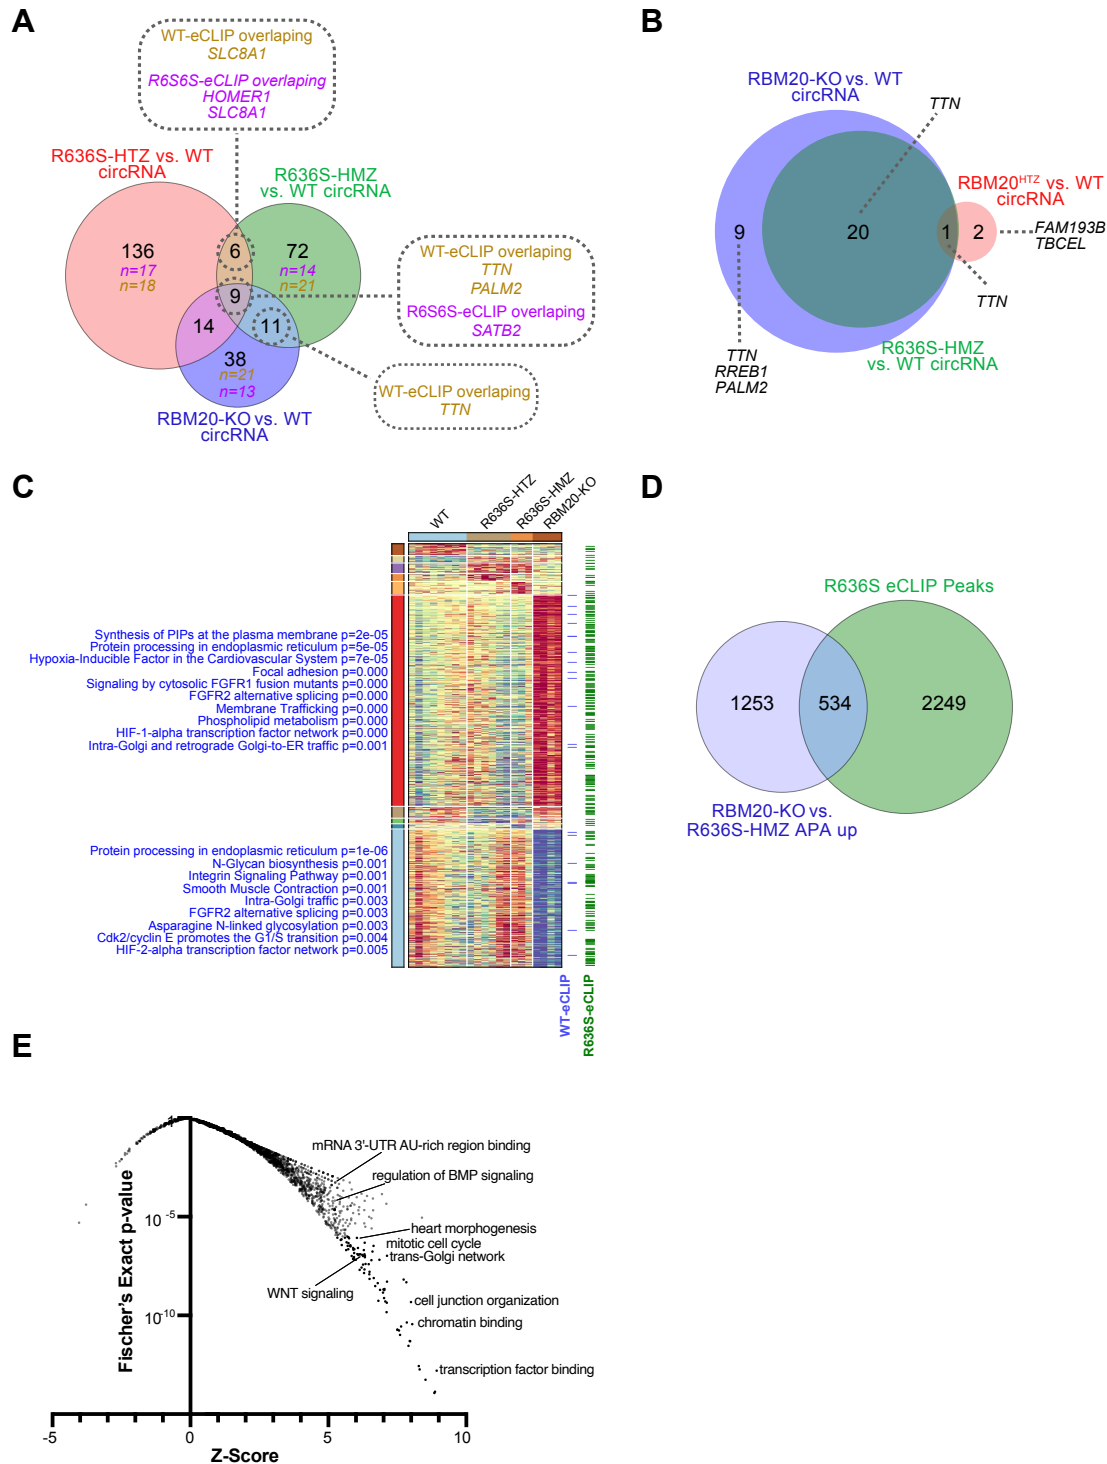 A
WT-eCLIP overlaping
SLC8A1
R6S6S-eCLIP overlaping
HOMER1
SLC8A1
R636S-HTZ vs. WT
circRNA
R636S-HMZ
vs. WT circRNA
136
n=17
n=18
6
72
n=14
n=21
9
14
11
38
n=21
n=13
RBM20-KO vs. WT
circRNA
WT-eCLIP overlaping
TTN
PALM2
R6S6S-eCLIP overlaping
SATB2
WT-eCLIP overlaping
TTN
B
RBM20-KO vs. WT
circRNA
TTN
RBM20HTZ vs. WT
circRNA
9
20
1
2
FAM193B
TBCEL
TTN
TTN
RREB1
PALM2
R636S-HMZ
vs. WT circRNA
C
WT
R636S-HTZ
R636S-HMZ
RBM20-KO
Synthesis of PIPs at the plasma membrane p=2e-05
Protein processing in endoplasmic reticulum p=5e-05
Hypoxia-Inducible Factor in the Cardiovascular System p=7e-05
Focal adhesion p=0.000
Signaling by cytosolic FGFR1 fusion mutants p=0.000
FGFR2 alternative splicing p=0.000
Membrane Trafficking p=0.000
Phospholipid metabolism p=0.000
HIF-1-alpha transcription factor network p=0.000
Intra-Golgi and retrograde Golgi-to-ER traffic p=0.001
Protein processing in endoplasmic reticulum p=1e-06
N-Glycan biosynthesis p=0.001
Integrin Signaling Pathway p=0.001
Smooth Muscle Contraction p=0.001
Intra-Golgi traffic p=0.003
FGFR2 alternative splicing p=0.003
Asparagine N-linked glycosylation p=0.003
Cdk2/cyclin E promotes the G1/S transition p=0.004
HIF-2-alpha transcription factor network p=0.005
WT-eCLIP
R636S-eCLIP
D
R636S eCLIP Peaks
1253
534
2249
RBM20-KO vs.
R636S-HMZ APA up
E
1
mRNA 3'-UTR AU-rich region binding
regulation of BMP signaling
10-5
heart morphogenesis
mitotic cell cycle
trans-Golgi network
WNT signaling
cell junction organization
10-10
chromatin binding
transcription factor binding
Fischer's Exact p-value
-5
0
5
10
Z-Score